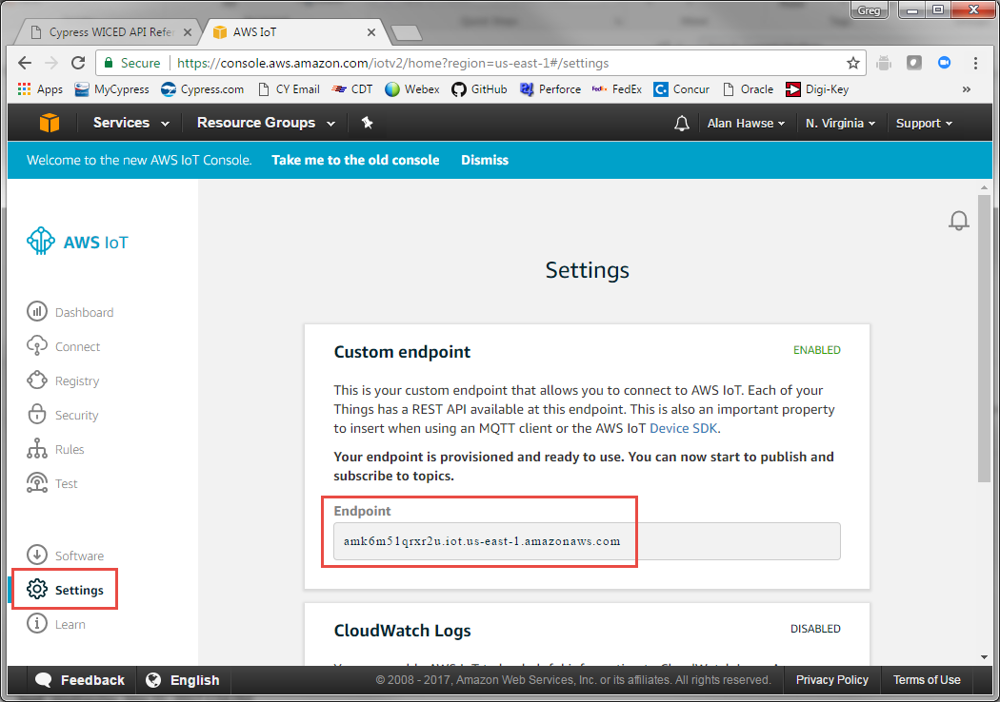 Greg
Cypress WICED API Refe
AWS IoT
Secure
https://console.aws.amazon.com/iotv2/home?region=us-east-1#/settings
Apps MyCypress Cypress.com CY Email CDT Webex GitHub Perforce FedEx Concur Oracle Digi-Key »
Services Resource Groups Alan Hawse N. Virginia Support
Welcome to the new AWS IoT Console. Take me to the old console Dismiss
AWS IoT
Dashboard
Connect
Registry
Security
Rules
Test
Software
Settings
Learn
Settings
Custom endpoint ENABLED
This is your custom endpoint that allows you to connect to AWS IoT. Each of your
Things has a REST API available at this endpoint. This is also an important property
to insert when using an MQTT client or the AWS IoT Device SDK.
Your endpoint is provisioned and ready to use. You can now start to publish and
subscribe to topics.
Endpoint
amk6m51qrxr2u.iot.us-east-1.amazonaws.com
CloudWatch Logs DISABLED
Feedback English © 2008 - 2017, Amazon Web Services, Inc. or its affiliates. All rights reserved. Privacy Policy Terms of Use